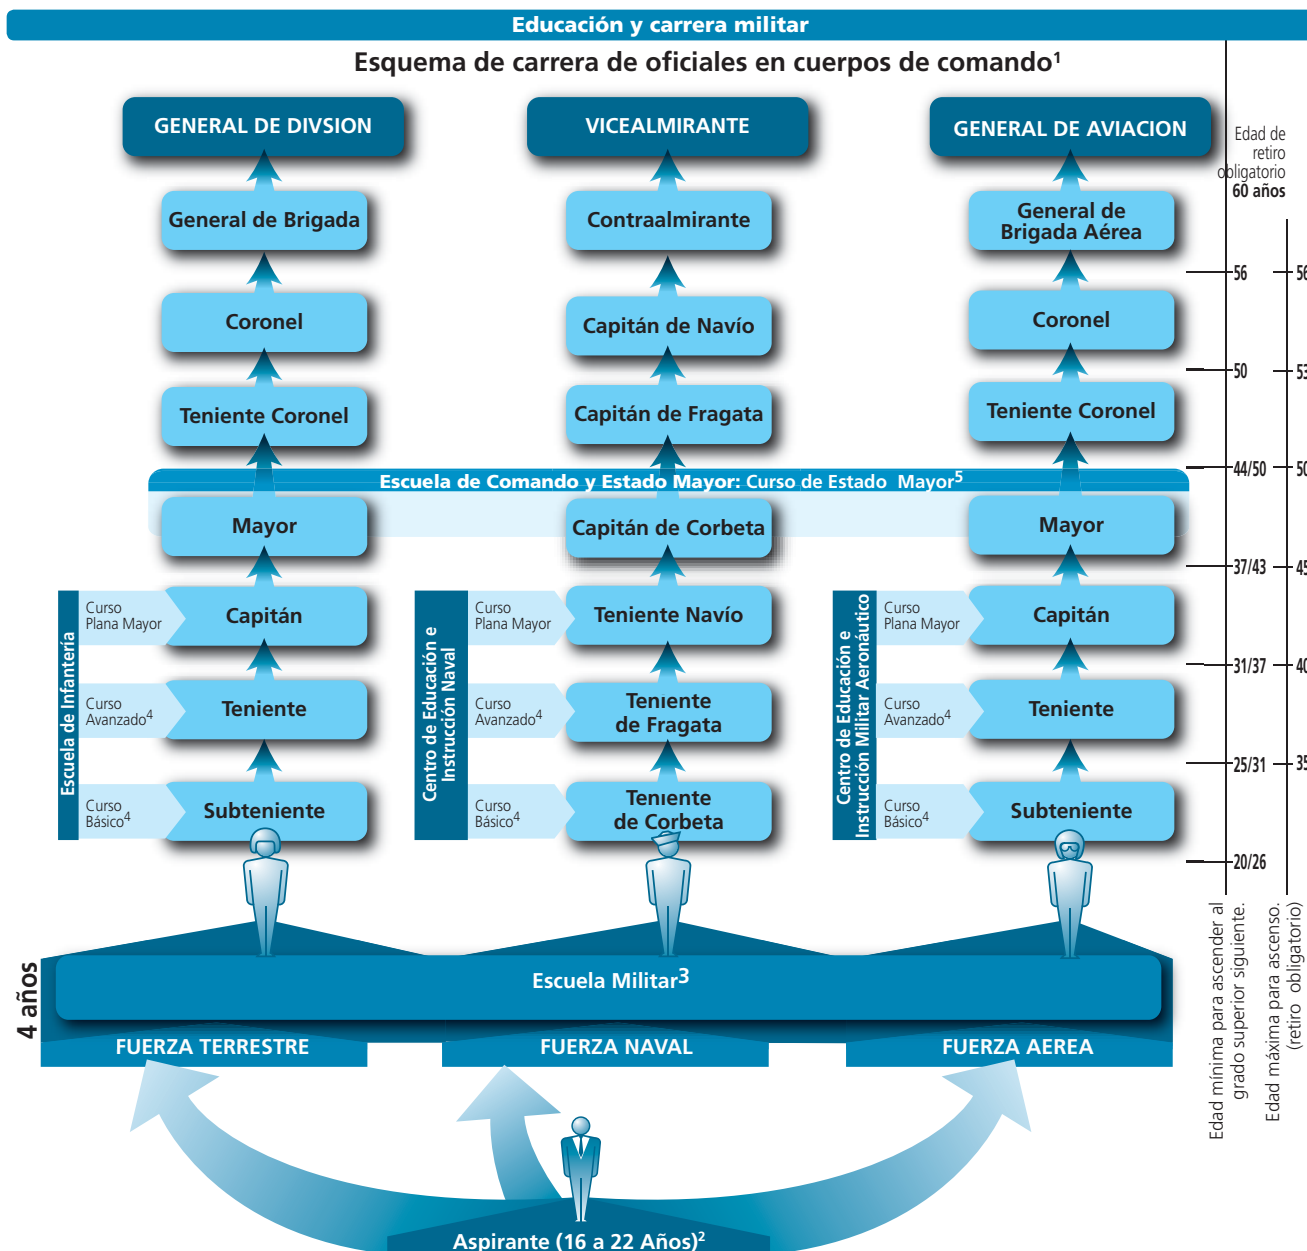 Educación y carrera militar
Esquema de carrera de oficiales en cuerpos de comando¹
GENERAL DE DIVSION
VICEALMIRANTE
GENERAL DE AVIACION
Edad de
retiro
obligatorio
60 años
General de Brigada
Contraalmirante
General de
Brigada Aérea
56
56
Coronel
Capitán de Navío
Coronel
50
53
Teniente Coronel
Capitán de Fragata
Teniente Coronel
44/50
50
Escuela de Comando y Estado Mayor: Curso de Estado Mayor⁵
Mayor
Capitán de Corbeta
Mayor
37/43
45
Escuela de Infantería
Curso
Plana Mayor
Capitán
Centro de Educación e
Instrucción Naval
Curso
Plana Mayor
Teniente Navío
Centro de Educación e
Instrucción Militar Aeronáutico
Curso
Plana Mayor
Capitán
31/37
40
Curso
Avanzado⁴
Teniente
Curso
Avanzado⁴
Teniente
de Fragata
Curso
Avanzado⁴
Teniente
25/31
35
Curso
Básico⁴
Subteniente
Curso
Básico⁴
Teniente
de Corbeta
Curso
Básico⁴
Subteniente
20/26
Edad mínima para ascender al
grado superior siguiente.
Edad máxima para ascenso.
(retiro obligatorio)
4 años
Escuela Militar³
FUERZA TERRESTRE
FUERZA NAVAL
FUERZA AEREA
Aspirante (16 a 22 Años)²